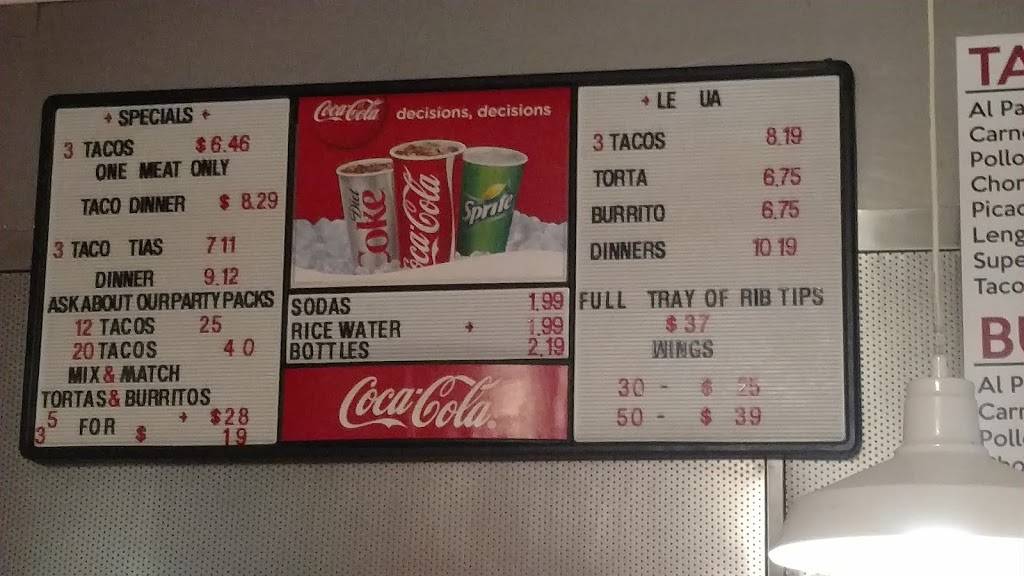 SPECIALS
3 TACOS $6.46
ONE MEAT ONLY
TACO DINNER $8.29
3 TACO TIAS 7 11
DINNER 9.12
ASK ABOUT OUR PARTY PACKS
12 TACOS 25
20 TACOS 40
MIX & MATCH
TORTAS & BURRITOS
5 FOR $28
3 $19
Coca-Cola decisions, decisions
Diet Coke
Coca-Cola
Sprite
SODAS 1.99
RICE WATER 1.99
BOTTLES 2.19
Coca-Cola
LE UA
3 TACOS 8.19
TORTA 6.75
BURRITO 6.75
DINNERS 10 19
FULL TRAY OF RIB TIPS
$37
WINGS
30 - $ 25
50 - $ 39
TA
Al Pa
Carne
Pollo
Chor
Picac
Leng
Supe
Taco
BU
Al P
Carn
Poll